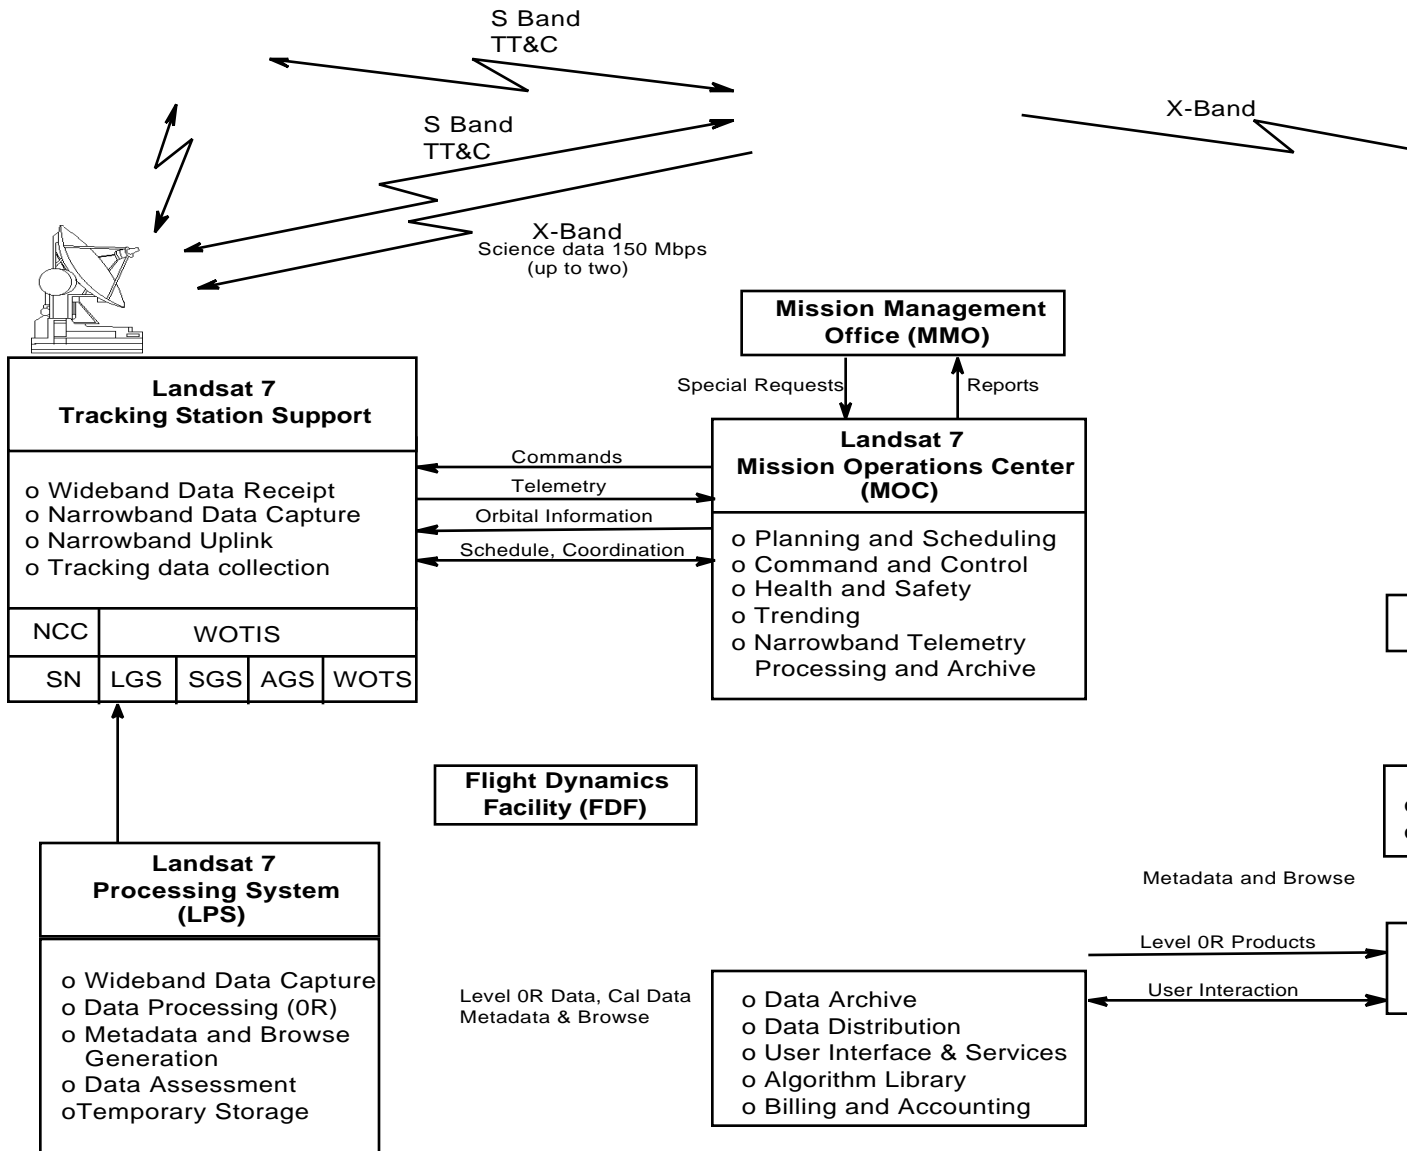 S Band
TT&C
S Band
TT&C
X-Band
X-Band
Science data 150 Mbps
(up to two)
Mission Management
Office (MMO)
Special Requests
Reports
Landsat 7
Tracking Station Support
o Wideband Data Receipt
o Narrowband Data Capture
o Narrowband Uplink
o Tracking data collection
NCC
WOTIS
SN
LGS
SGS
AGS
WOTS
Commands
Telemetry
Orbital Information
Schedule, Coordination
Landsat 7
Mission Operations Center
(MOC)
o Planning and Scheduling
o Command and Control
o Health and Safety
o Trending
o Narrowband Telemetry
Processing and Archive
Flight Dynamics
Facility (FDF)
Landsat 7
Processing System
(LPS)
o Wideband Data Capture
o Data Processing (0R)
o Metadata and Browse
Generation
o Data Assessment
oTemporary Storage
Level 0R Data, Cal Data
Metadata & Browse
o Data Archive
o Data Distribution
o User Interface & Services
o Algorithm Library
o Billing and Accounting
Metadata and Browse
Level 0R Products
User Interaction